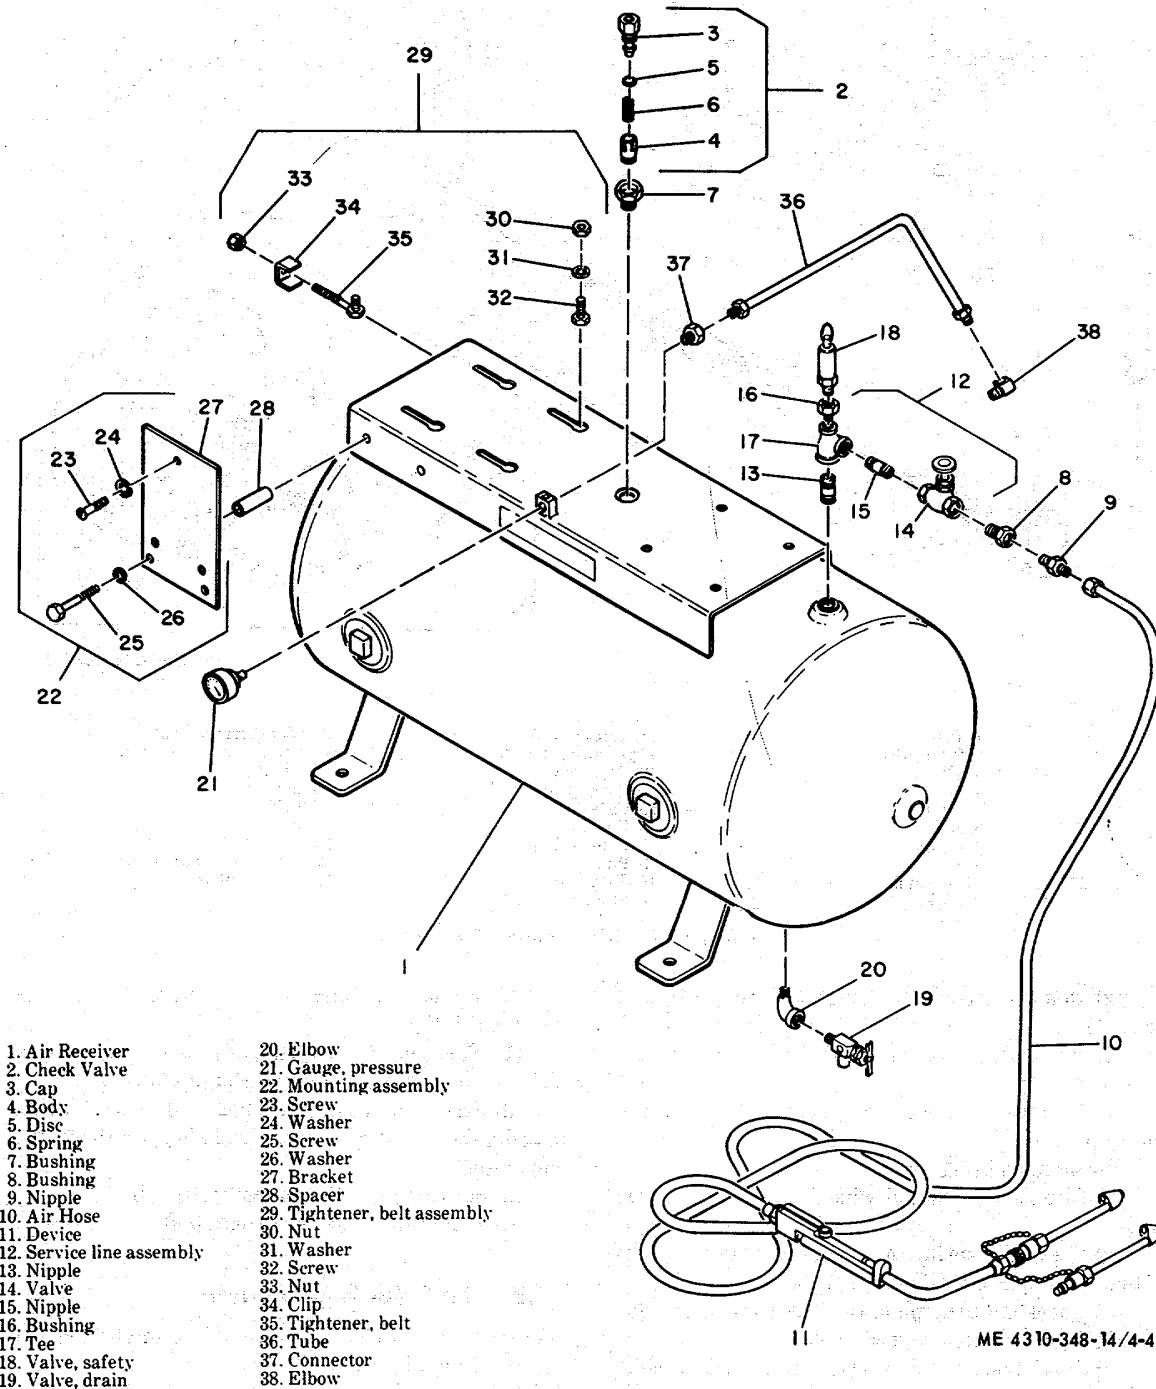 29
3
5
2
6
4
7
33
34
35
30
31
32
36
37
18
38
12
16
17
13
15
14
8
9
27
28
24
23
26
25
22
21
1
20
19
10
11
1. Air Receiver
2. Check Valve
3. Cap
4. Body
5. Disc
6. Spring
7. Bushing
8. Bushing
9. Nipple
10. Air Hose
11. Device
12. Service line assembly
13. Nipple
14. Valve
15. Nipple
16. Bushing
17. Tee
18. Valve, safety
19. Valve, drain
20. Elbow
21. Gauge, pressure
22. Mounting assembly
23. Screw
24. Washer
25. Screw
26. Washer
27. Bracket
28. Spacer
29. Tightener, belt assembly
30. Nut
31. Washer
32. Screw
33. Nut
34. Clip
35. Tightener, belt
36. Tube
37. Connector
38. Elbow
ME 4310-348-14/4-4